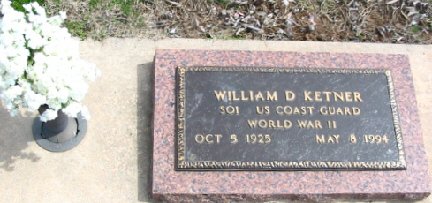 WILLIAM D KETNER
SO1 US COAST GUARD
WORLD WAR II
OCT 5 1925 MAY 8 1994